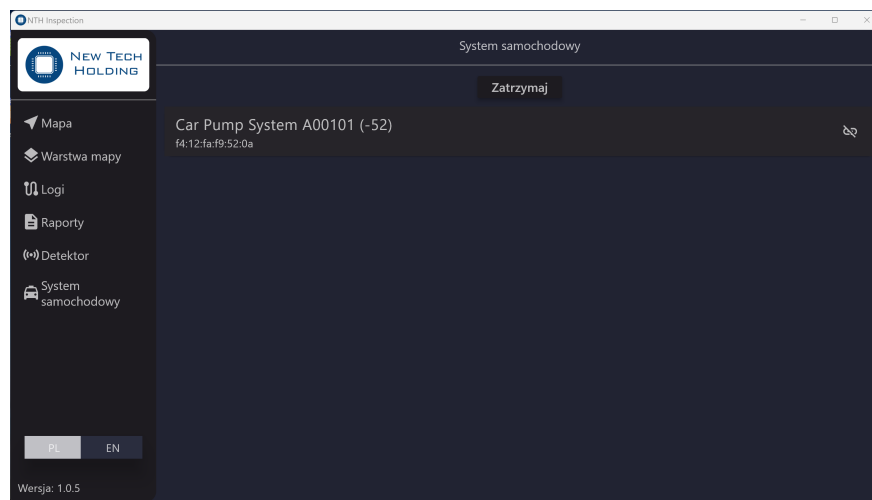 NTH Inspection
New Tech
Holding
System samochodowy
Zatrzymaj
Car Pump System A00101 (-52)
f4:12:fa:f9:52:0a
Mapa
Warstwa mapy
Logi
Raporty
Detektor
System
samochodowy
PL EN
Wersja: 1.0.5